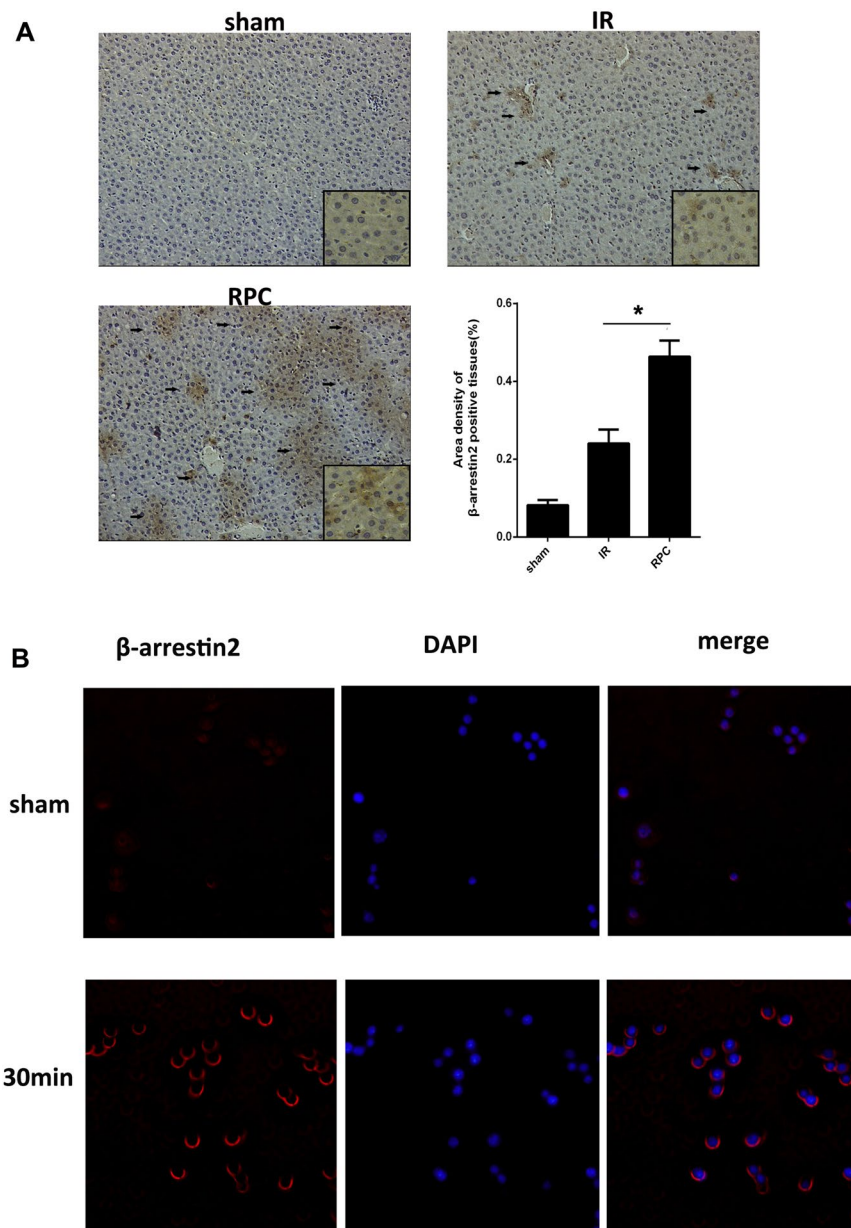 A
sham
IR
RPC
*
Area density of
β-arrestin2 positive tissues(%)
0.6
0.4
0.2
0.0
sham
IR
RPC
B
β-arrestin2
DAPI
merge
sham
30min